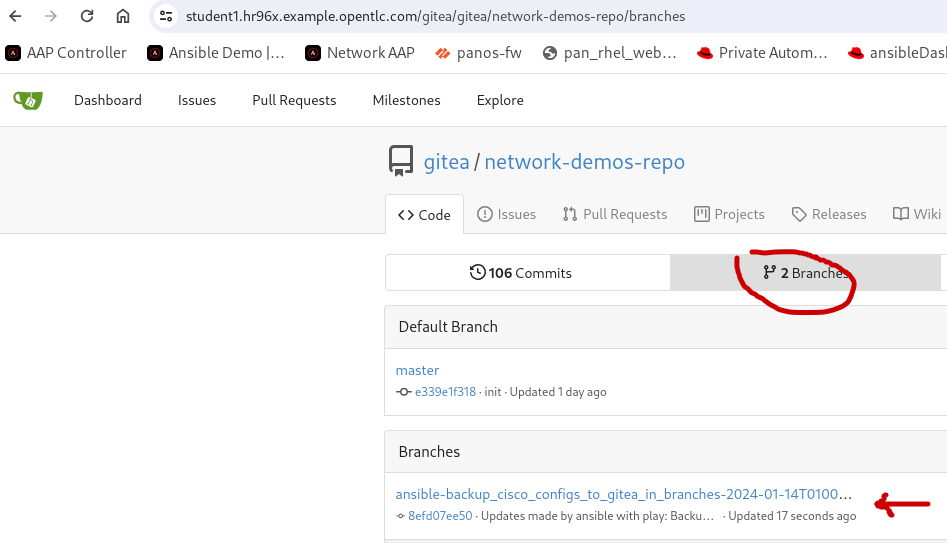 student1.hr96x.example.opentlc.com/gitea/gitea/network-demos-repo/branches
AAP Controller Ansible Demo |... Network AAP panos-fw pan_rhel_web... Private Autom... ansibleDas
Dashboard Issues Pull Requests Milestones Explore
gitea / network-demos-repo
Code Issues Pull Requests Projects Releases Wiki
106 Commits 2 Branches
Default Branch
master
e339e1f318 · init · Updated 1 day ago
Branches
ansible-backup_cisco_configs_to_gitea_in_branches-2024-01-14T0100...
8efd07ee50 · Updates made by ansible with play: Backu... · Updated 17 seconds ago